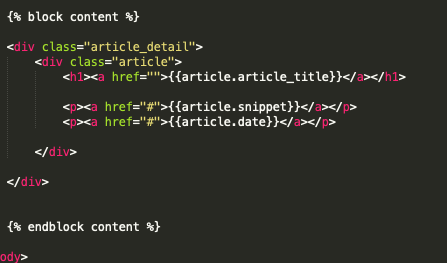 {% block content %}
<div class="article_detail">
<div class="article">
<h1><a href="">{{article.article_title}}</a></h1>
<p><a href="#">{{article.snippet}}</a></p>
<p><a href="#">{{article.date}}</a></p>
</div>
</div>
{% endblock content %}
ody>